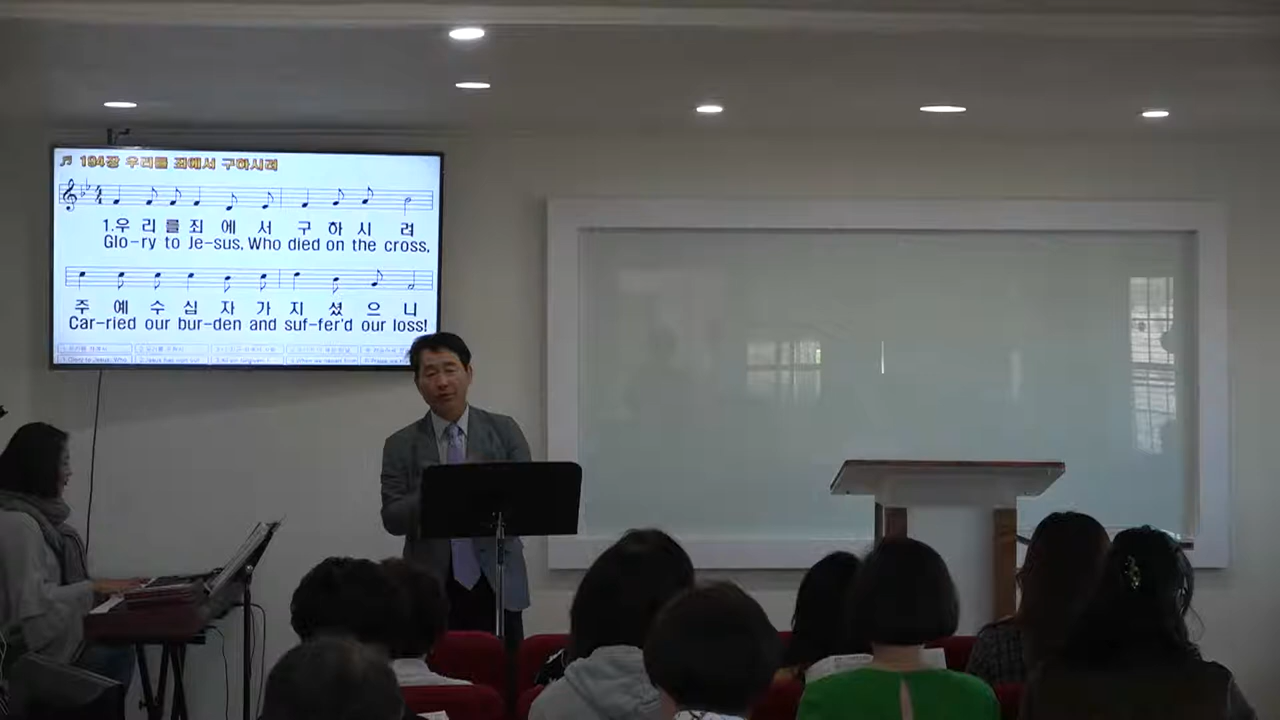 194장 우리를 죄에서 구하시려
1.우 리 를 죄 에 서 구 하 시 려
Glo-ry to Je-sus, Who died on the cross,
주 예 수 십 자 가 지 셨 으 니
Car-ried our bur-den and suf-fer'd our loss!